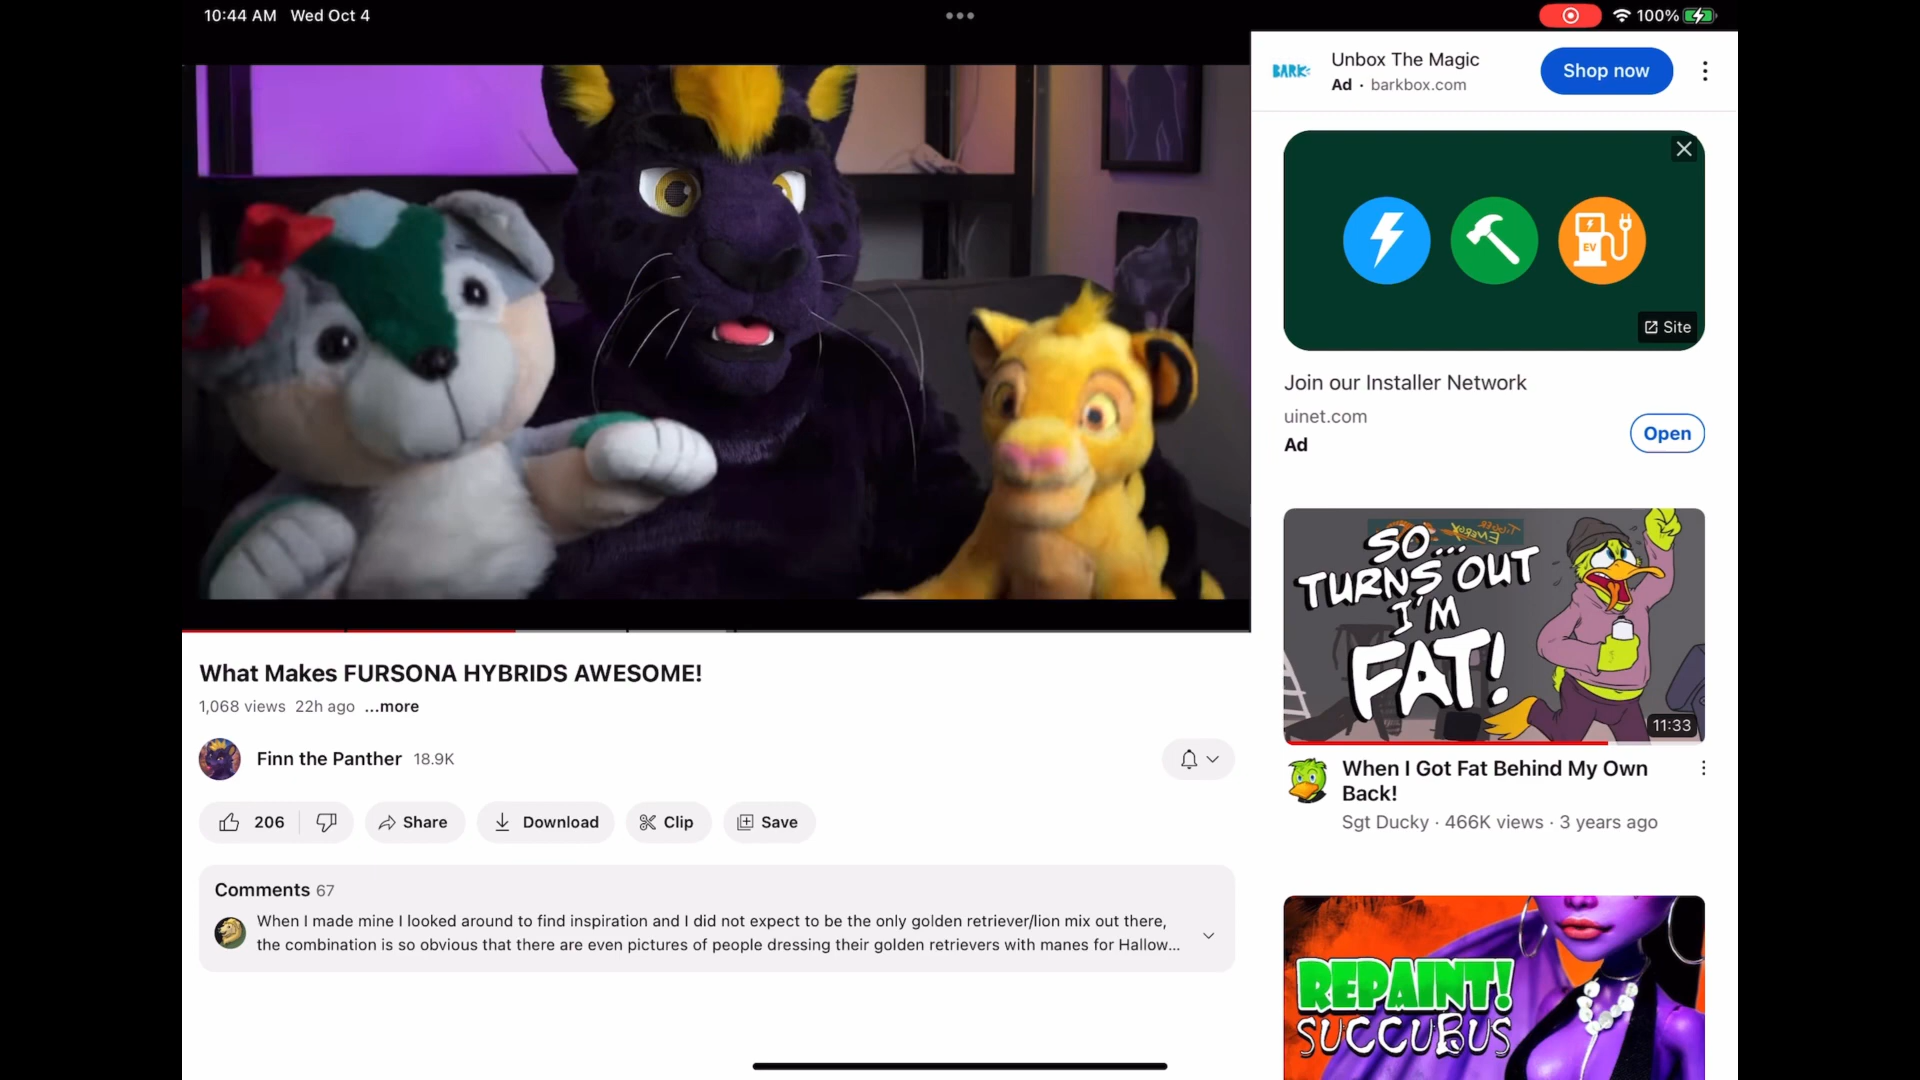 10:44 AM Wed Oct 4
100%
BARK
Unbox The Magic
Ad · barkbox.com
Shop now
EV
Site
Join our Installer Network
uinet.com
Ad
Open
SO...
TURNS OUT
I'M
FAT!
11:33
When I Got Fat Behind My Own
Back!
Sgt Ducky · 466K views · 3 years ago
REPAINT!
SUCCUBUS
What Makes FURSONA HYBRIDS AWESOME!
1,068 views 22h ago ...more
Finn the Panther 18.9K
206
Share
Download
Clip
Save
Comments 67
When I made mine I looked around to find inspiration and I did not expect to be the only golden retriever/lion mix out there,
the combination is so obvious that there are even pictures of people dressing their golden retrievers with manes for Hallow...